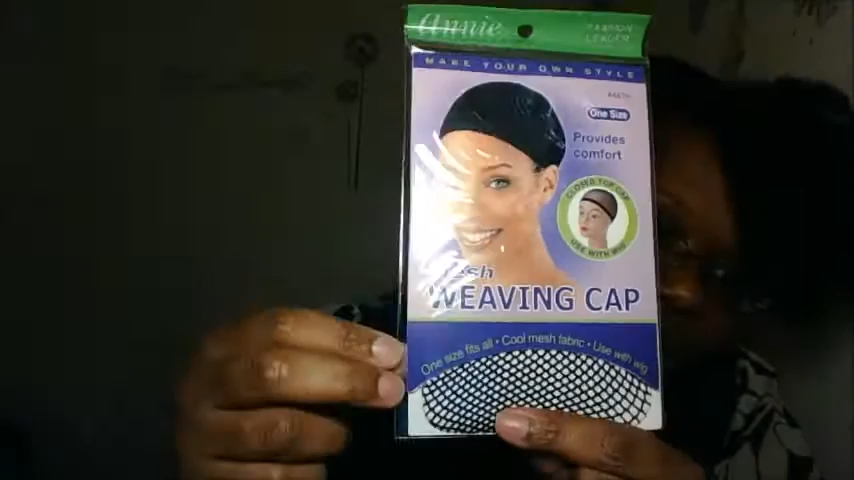 Annie
FASHION
LEADER
MAKE YOUR OWN STYLE
One Size
Provides
comfort
CLOSED TOP CAP
USE WITH WIG
WEAVING CAP
One size fits all • Cool mesh fabric • Use with wig